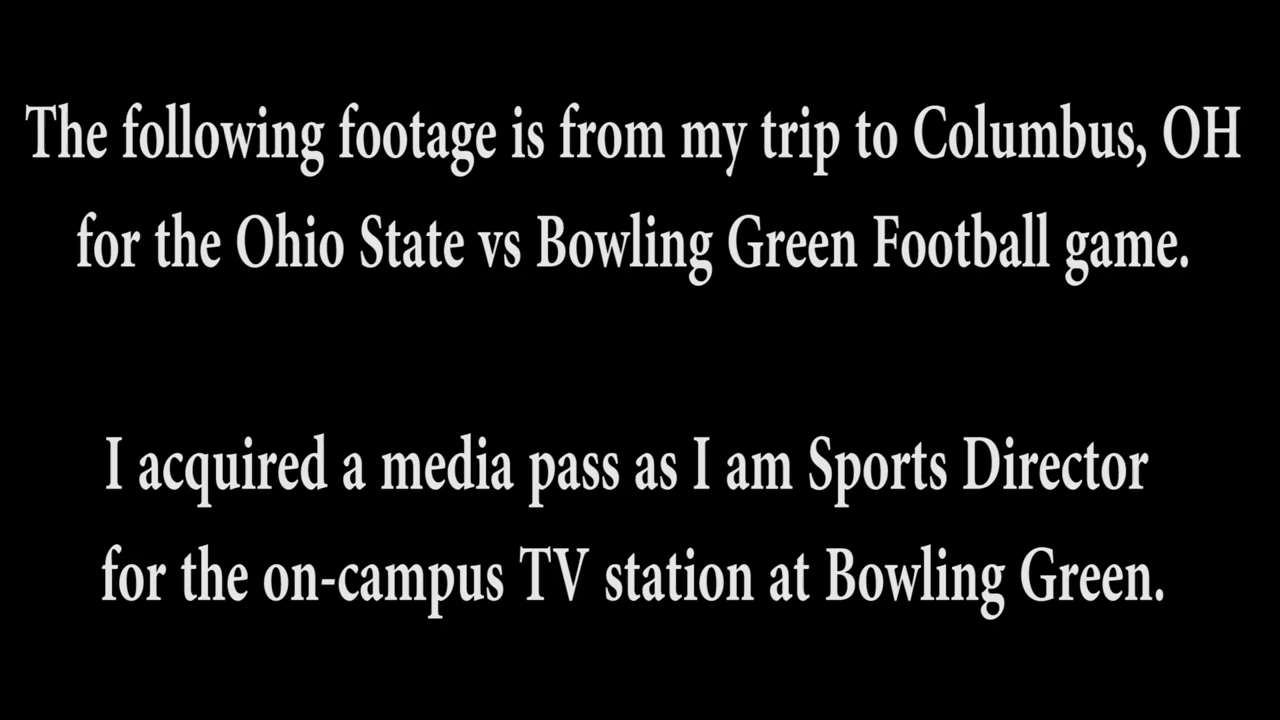 The following footage is from my trip to Columbus, OH
for the Ohio State vs Bowling Green Football game.
I acquired a media pass as I am Sports Director
for the on-campus TV station at Bowling Green.